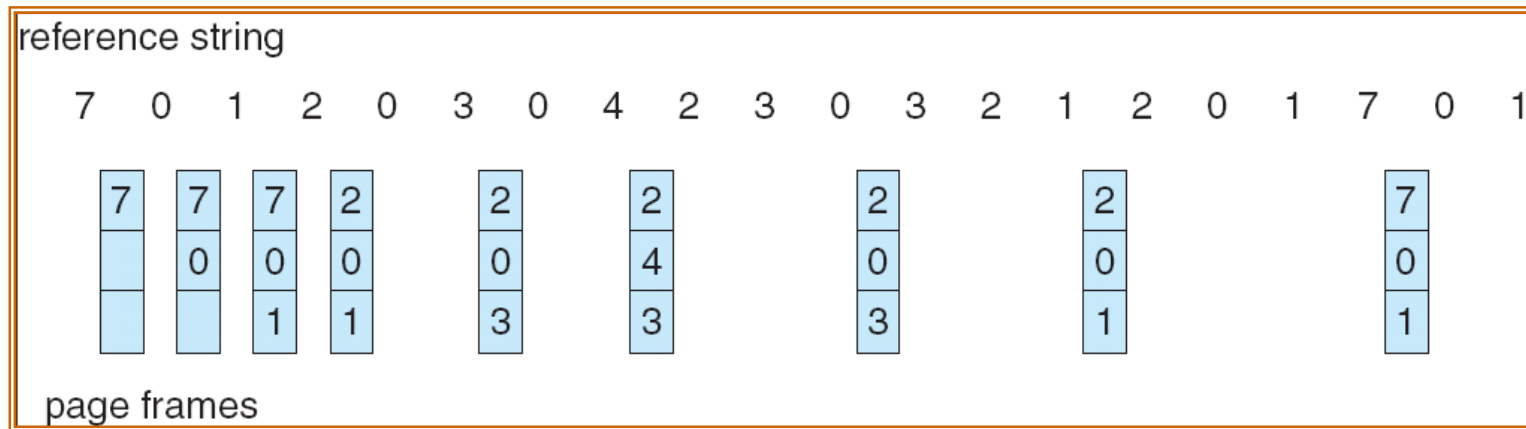 reference string
7 0 1 2 0 3 0 4 2 3 0 3 2 1 2 0 1 7 0 1
7 7 7 2 2 2 2 2 7
0 0 0 0 4 0 0 0
1 1 3 3 3 1 1
page frames